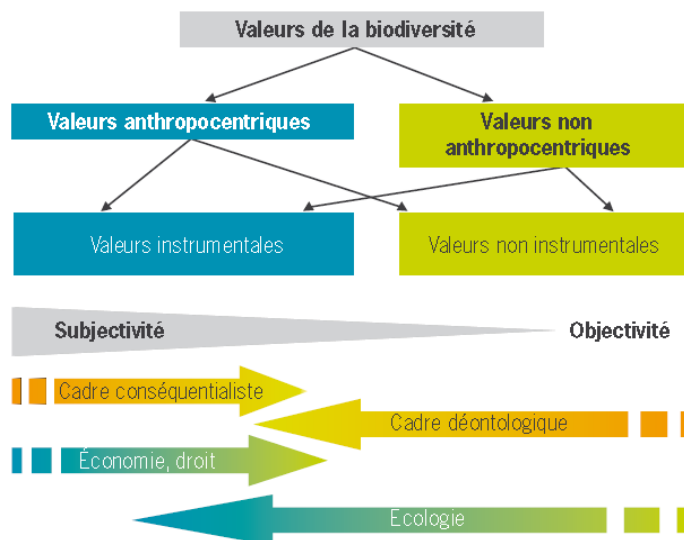 Valeurs de la biodiversité
Valeurs anthropocentriques
Valeurs non
anthropocentriques
Valeurs instrumentales
Valeurs non instrumentales
Subjectivité
Objectivité
Cadre conséquentialiste
Cadre déontologique
Économie, droit
Ecologie